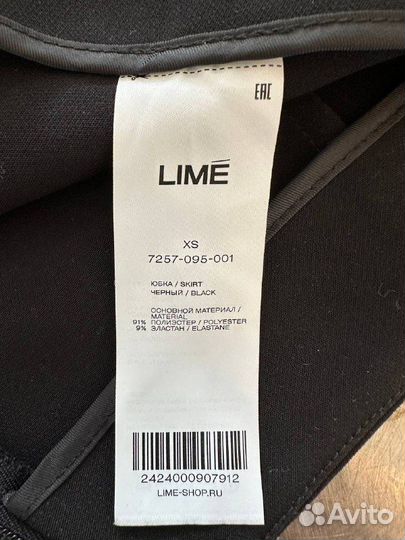 EAC
LIMÉ
XS
7257-095-001
ЮБКА / SKIRT
ЧЕРНЫЙ / BLACK
ОСНОВНОЙ МАТЕРИАЛ /
MATERIAL
91% ПОЛИЭСТЕР / POLYESTER
9% ЭЛАСТАН / ELASTANE
2424000907912
LIME-SHOP.RU
Avito